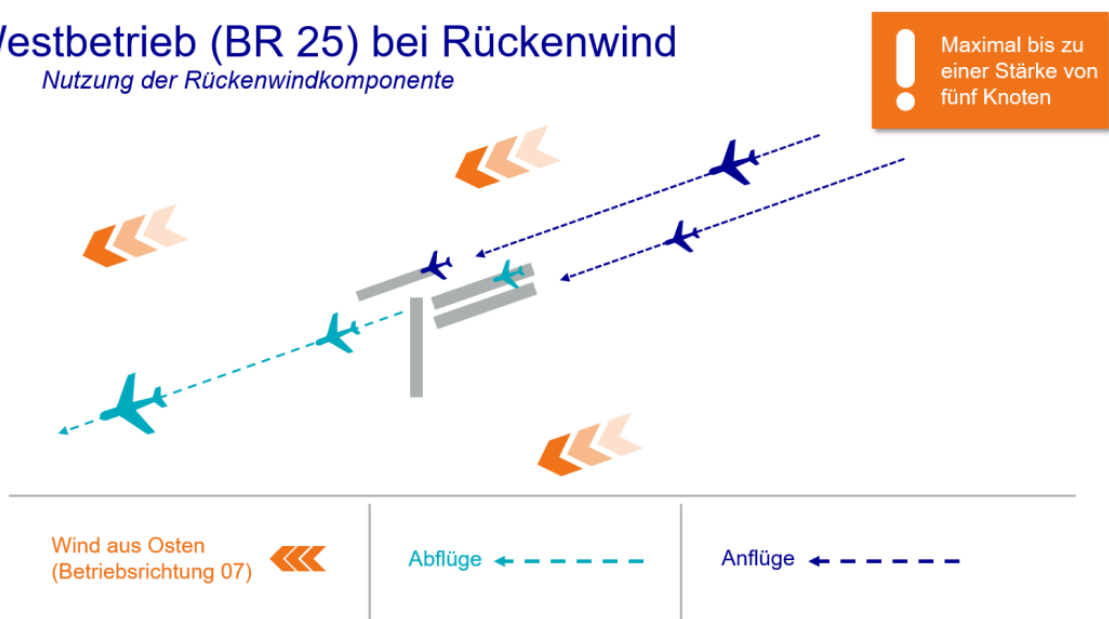 Westbetrieb (BR 25) bei Rückenwind
Nutzung der Rückenwindkomponente
Maximal bis zu
einer Stärke von
fünf Knoten
Wind aus Osten
(Betriebsrichtung 07)
Abflüge
Anflüge